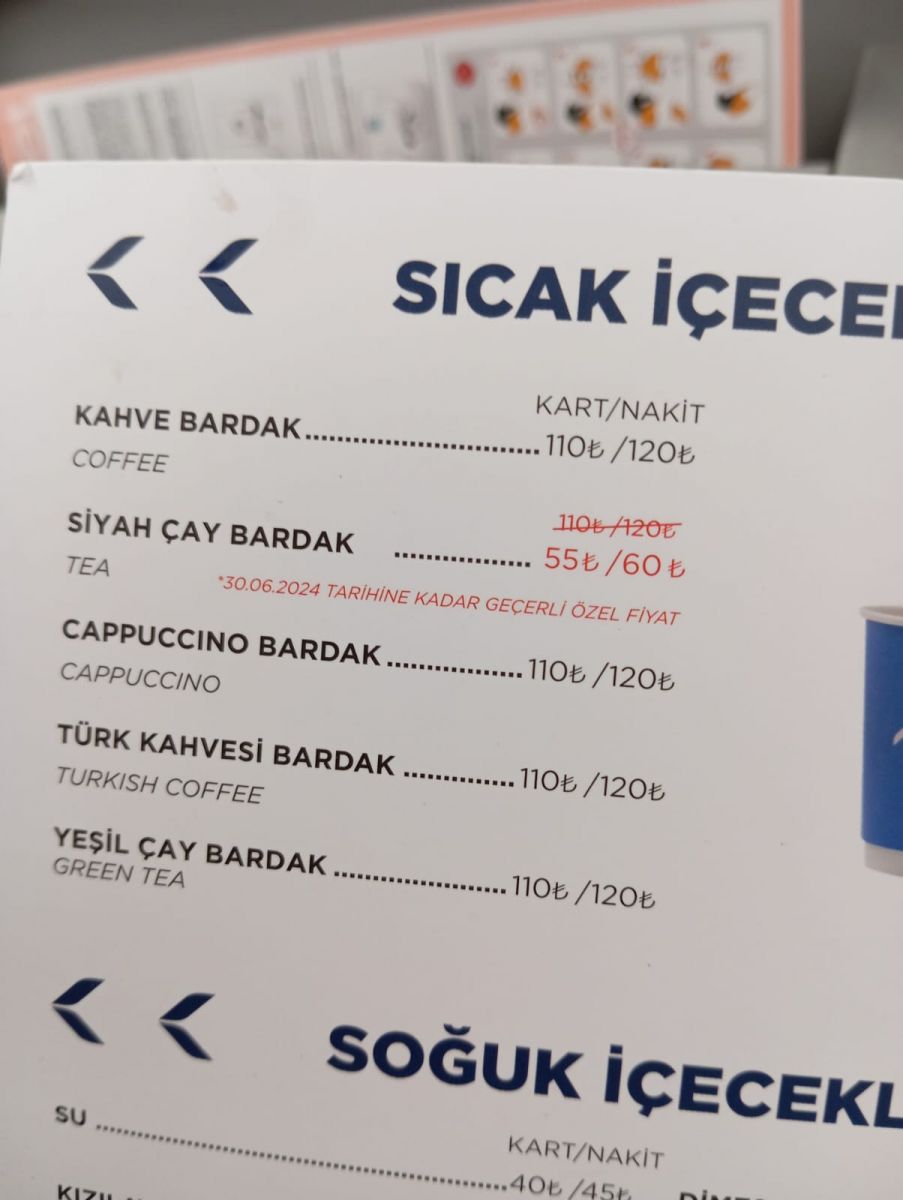 SICAK İÇECE
KART/NAKİT
KAHVE BARDAK.............................. 110₺ /120₺
COFFEE
110₺ /120₺
SİYAH ÇAY BARDAK ................. 55₺ /60 ₺
TEA
*30.06.2024 TARİHİNE KADAR GEÇERLİ ÖZEL FİYAT
CAPPUCCINO BARDAK................. 110₺ /120₺
CAPPUCCINO
TÜRK KAHVESİ BARDAK .............. 110₺ /120₺
TURKISH COFFEE
YEŞİL ÇAY BARDAK ...................... 110₺ /120₺
GREEN TEA
SOĞUK İÇECEKL
KART/NAKİT
SU ..................................................... 40₺ /45₺